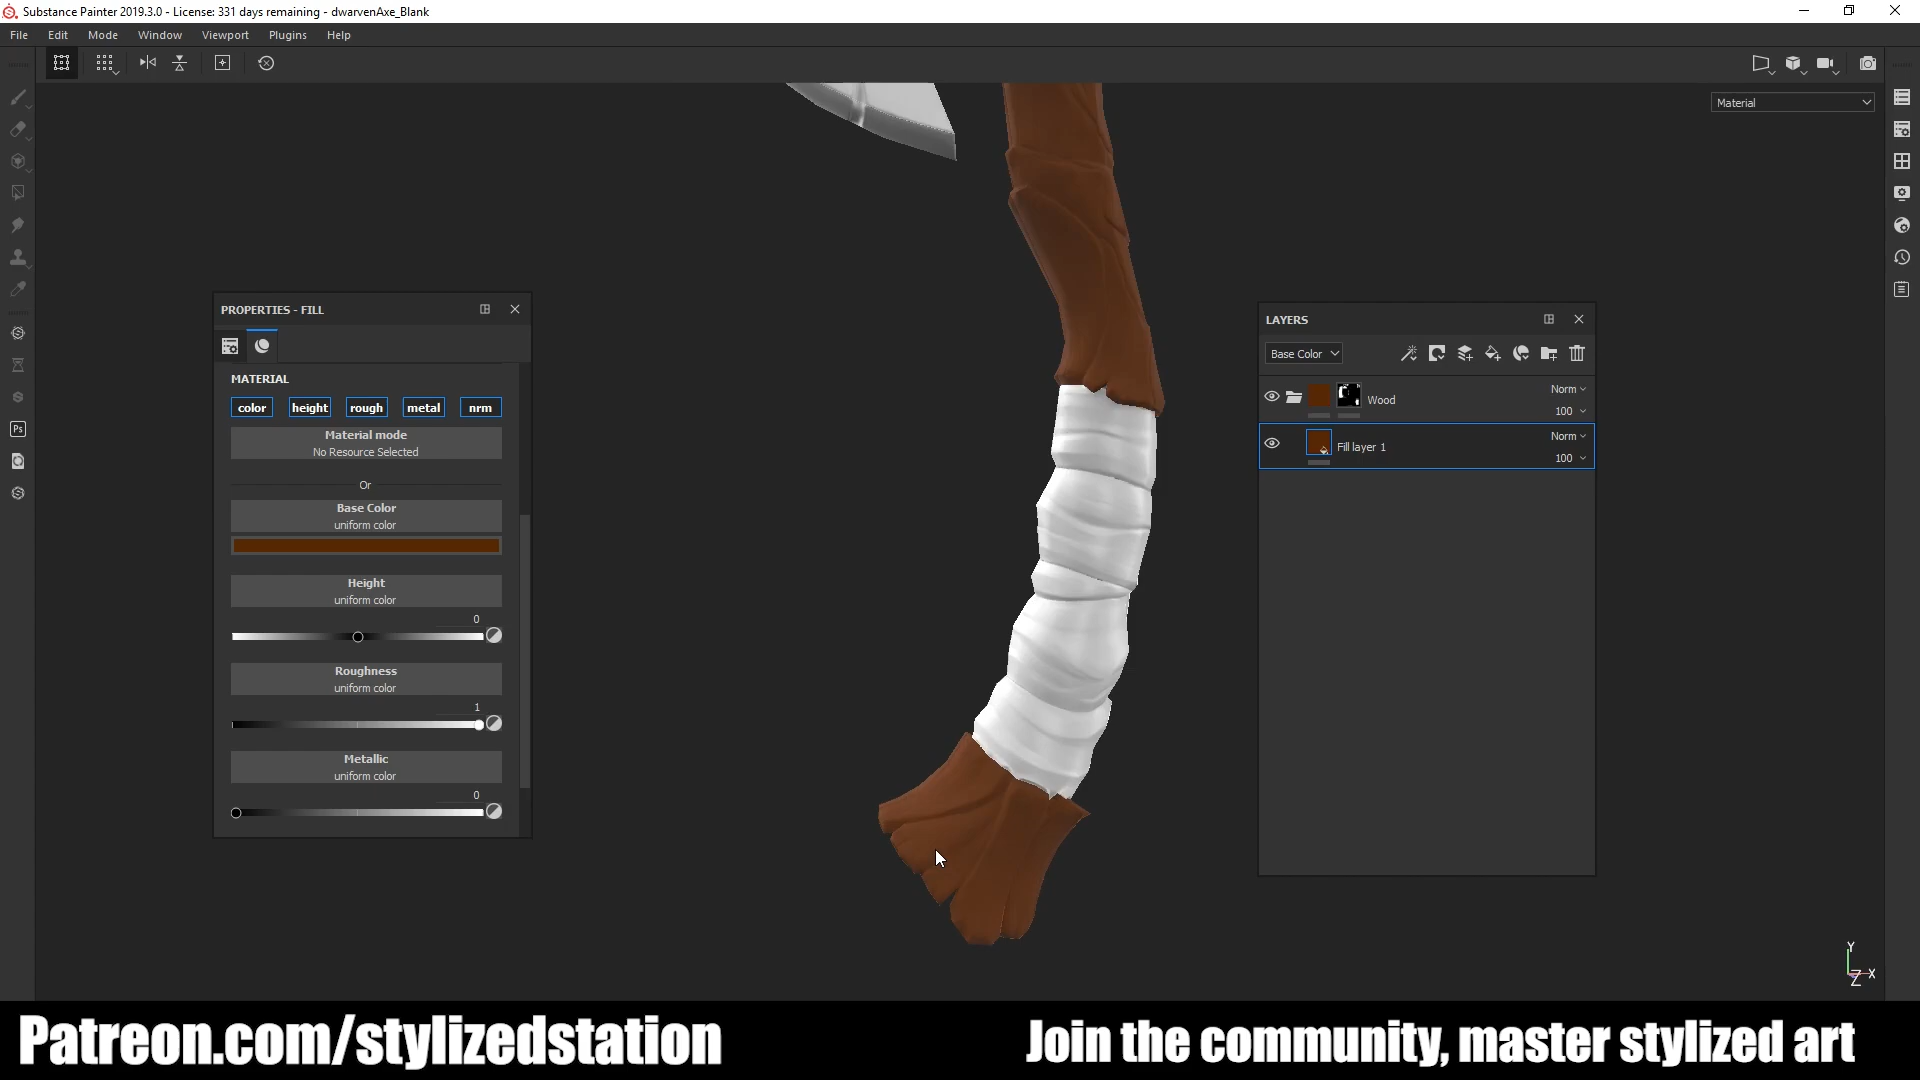 Substance Painter 2019.3.0 - License: 331 days remaining - dwarvenAxe_Blank
File Edit Mode Window Viewport Plugins Help
Material
PROPERTIES - FILL
MATERIAL
color height rough metal nrm
Material mode
No Resource Selected
Or
Base Color
uniform color
Height
uniform color
0
Roughness
uniform color
1
Metallic
uniform color
0
LAYERS
Base Color
Wood
Norm
100
Fill layer 1
Norm
100
Ps
Y
X
Z
Patreon.com/stylizedstation
Join the community, master stylized art